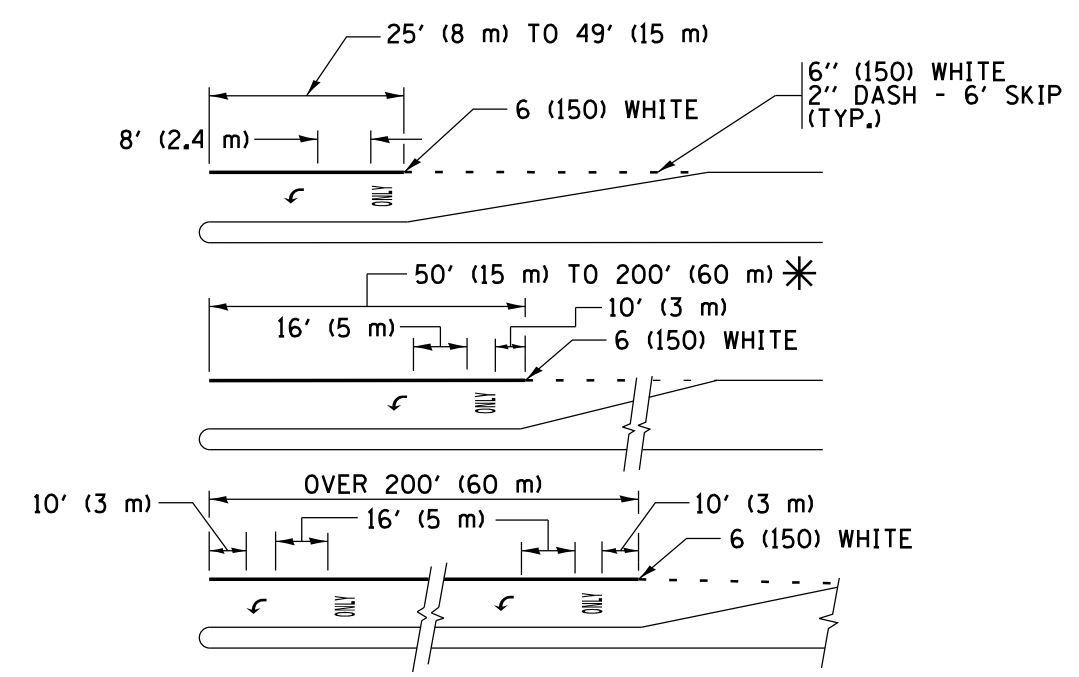 25' (8 m) TO 49' (15 m)
6'' (150) WHITE
2'' DASH - 6' SKIP
(TYP.)
6 (150) WHITE
8' (2.4 m)
ONLY
50' (15 m) TO 200' (60 m) ✳
10' (3 m)
16' (5 m)
6 (150) WHITE
ONLY
OVER 200' (60 m)
10' (3 m)
16' (5 m)
10' (3 m)
6 (150) WHITE
ONLY
ONLY